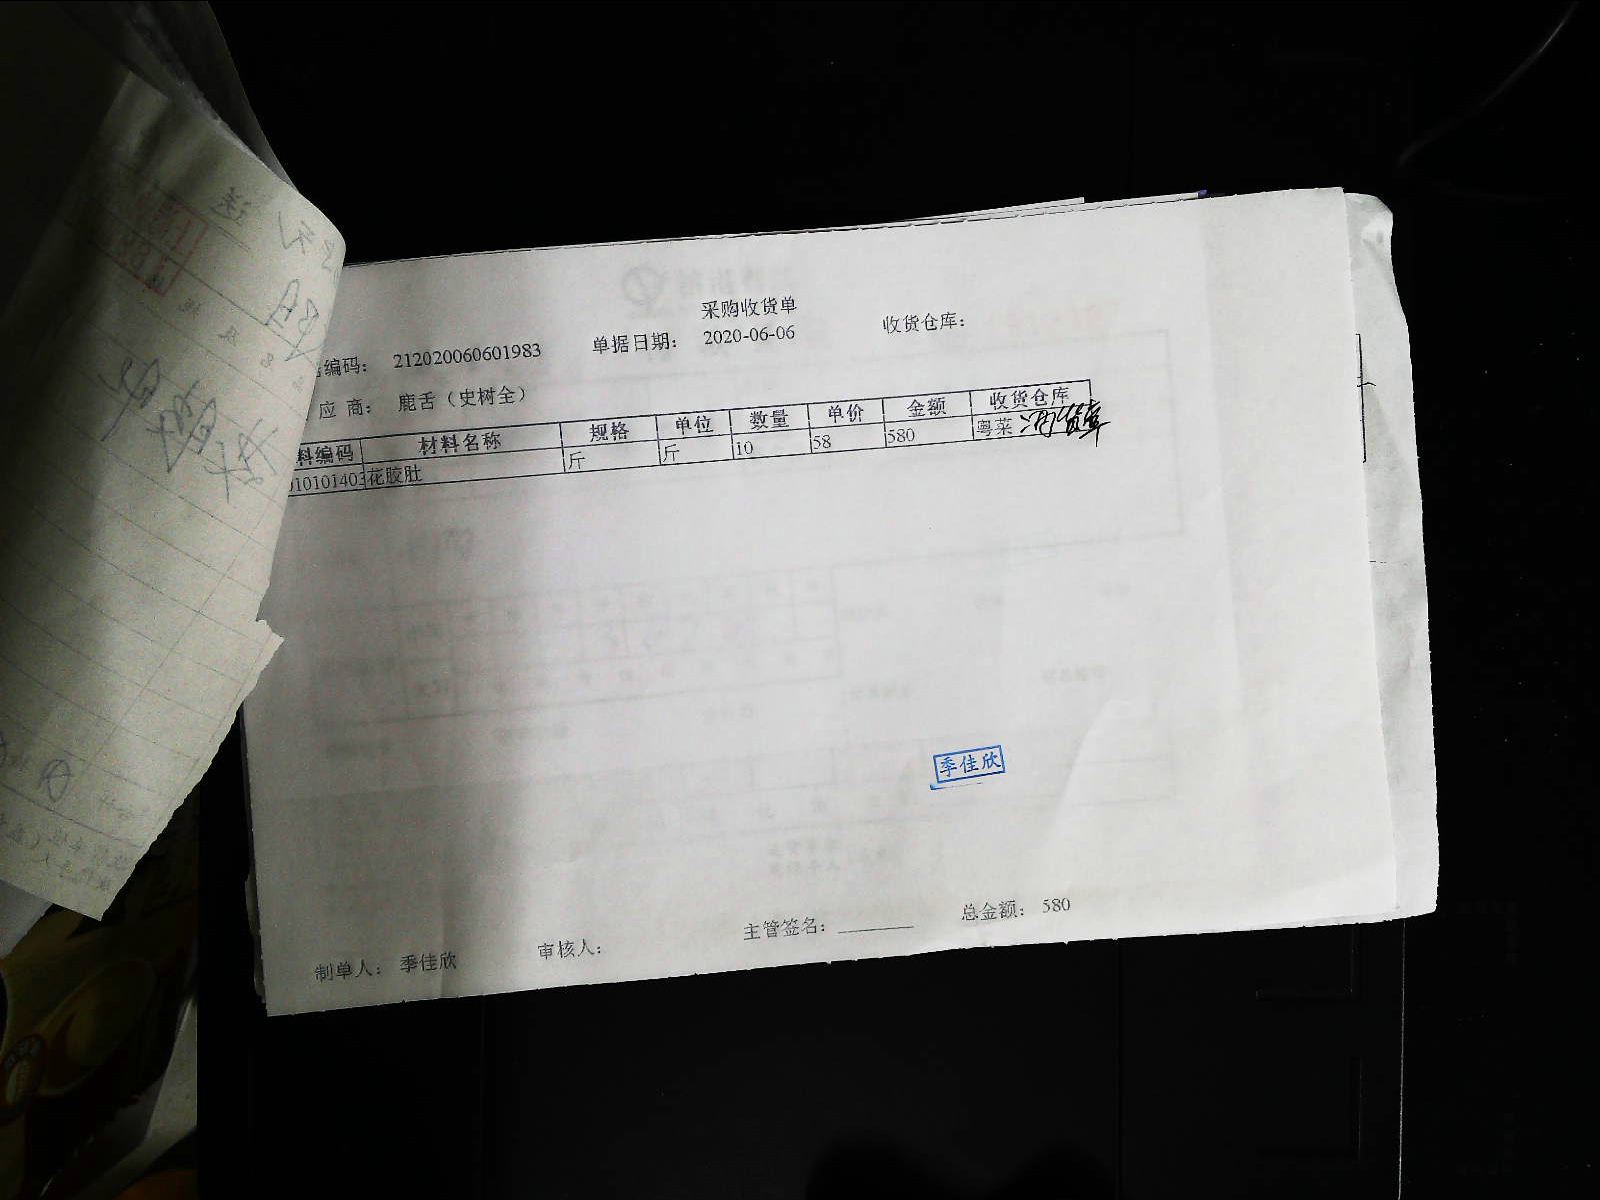 采购收货单
编码： 212020060601983 单据日期： 2020-06-06 收货仓库：
应 商： 鹿舌（史树全）
料编码 材料名称 规格 单位 数量 单价 金额 收货仓库
10101403 花胶肚 斤 斤 10 58 580 粤菜
季佳欣
制单人： 季佳欣 审核人： 主管签名： 总金额： 580